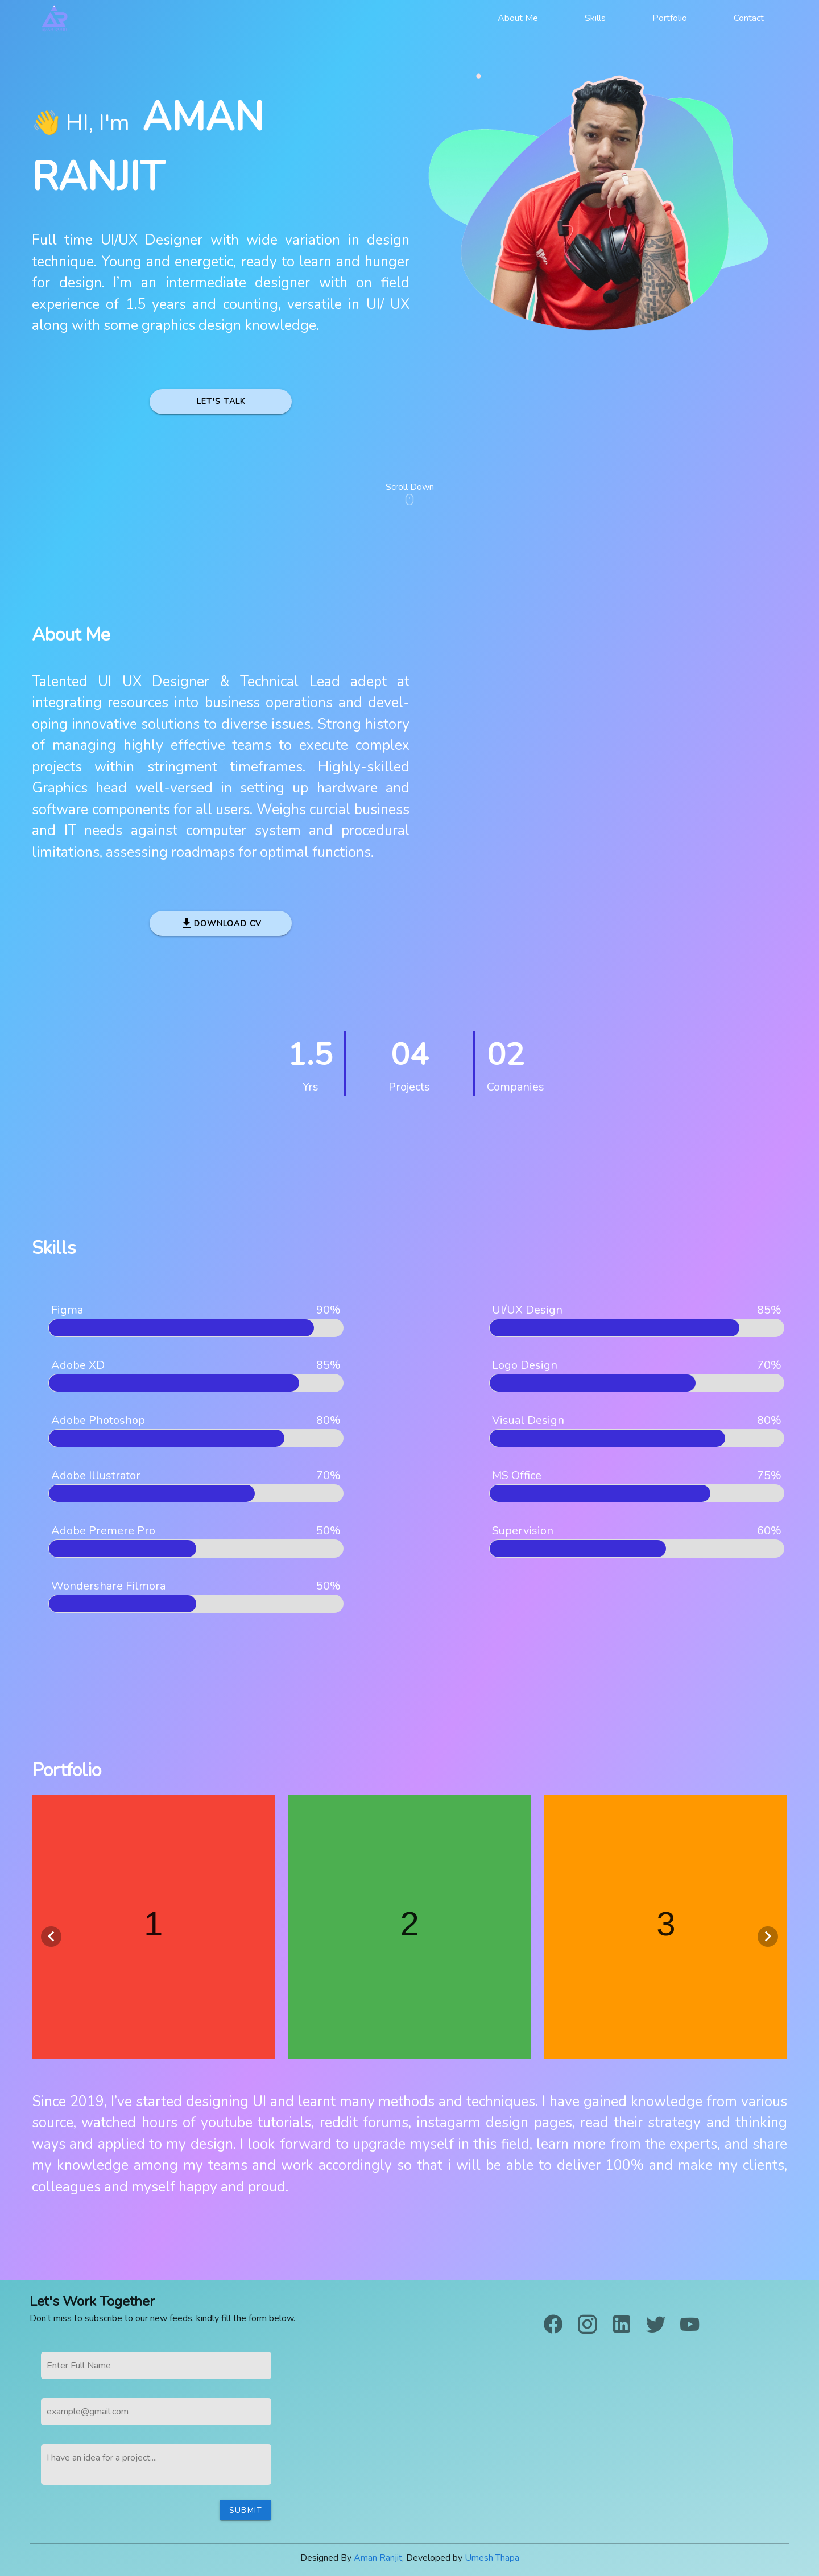 AR
About Me
Skills
Portfolio
Contact
👋 HI, I'm AMAN
RANJIT
Full time UI/UX Designer with wide variation in design
technique. Young and energetic, ready to learn and hunger
for design. I'm an intermediate designer with on field
experience of 1.5 years and counting, versatile in UI/ UX
along with some graphics design knowledge.
LET'S TALK
Scroll Down
About Me
Talented UI UX Designer & Technical Lead adept at
integrating resources into business operations and devel-
oping innovative solutions to diverse issues. Strong history
of managing highly effective teams to execute complex
projects within stringment timeframes. Highly-skilled
Graphics head well-versed in setting up hardware and
software components for all users. Weighs curcial business
and IT needs against computer system and procedural
limitations, assessing roadmaps for optimal functions.
DOWNLOAD CV
1.5
Yrs
04
Projects
02
Companies
Skills
Figma 90%
Adobe XD 85%
Adobe Photoshop 80%
Adobe Illustrator 70%
Adobe Premere Pro 50%
Wondershare Filmora 50%
UI/UX Design 85%
Logo Design 70%
Visual Design 80%
MS Office 75%
Supervision 60%
Portfolio
1
2
3
Since 2019, I've started designing UI and learnt many methods and techniques. I have gained knowledge from various
source, watched hours of youtube tutorials, reddit forums, instagarm design pages, read their strategy and thinking
ways and applied to my design. I look forward to upgrade myself in this field, learn more from the experts, and share
my knowledge among my teams and work accordingly so that i will be able to deliver 100% and make my clients,
colleagues and myself happy and proud.
Let's Work Together
Don't miss to subscribe to our new feeds, kindly fill the form below.
Enter Full Name
example@gmail.com
I have an idea for a project....
SUBMIT
Designed By Aman Ranjit, Developed by Umesh Thapa